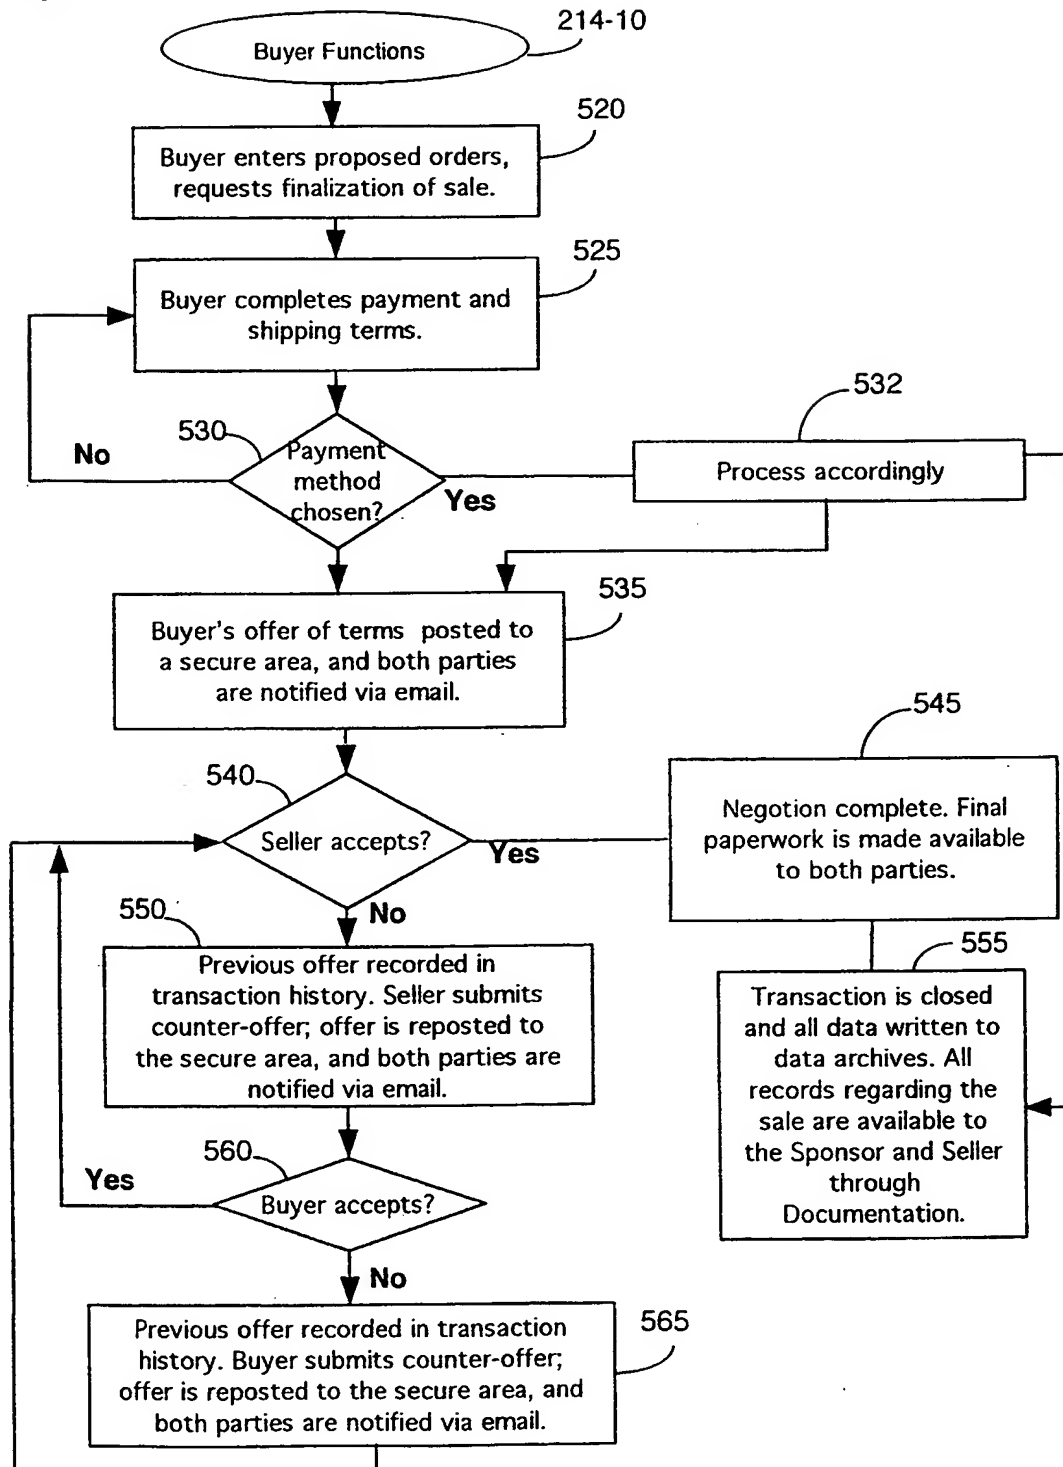 214-10
Buyer Functions
520
Buyer enters proposed orders,
requests finalization of sale.
525
Buyer completes payment and
shipping terms.
532
530
No
Payment
method
chosen?
Yes
Process accordingly
535
Buyer's offer of terms posted to
a secure area, and both parties
are notified via email.
545
540
Seller accepts?
Yes
Negotion complete. Final
paperwork is made available
to both parties.
No
550
Previous offer recorded in
transaction history. Seller submits
counter-offer; offer is reposted to
the secure area, and both parties are
notified via email.
555
Transaction is closed
and all data written to
data archives. All
records regarding the
sale are available to
the Sponsor and Seller
through
Documentation.
560
Yes
Buyer accepts?
No
565
Previous offer recorded in transaction
history. Buyer submits counter-offer;
offer is reposted to the secure area, and
both parties are notified via email.